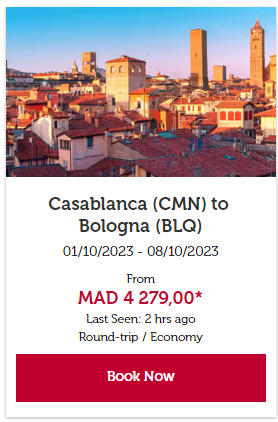 Casablanca (CMN) to
Bologna (BLQ)
01/10/2023 - 08/10/2023
From
MAD 4 279,00*
Last Seen: 2 hrs ago
Round-trip / Economy
Book Now